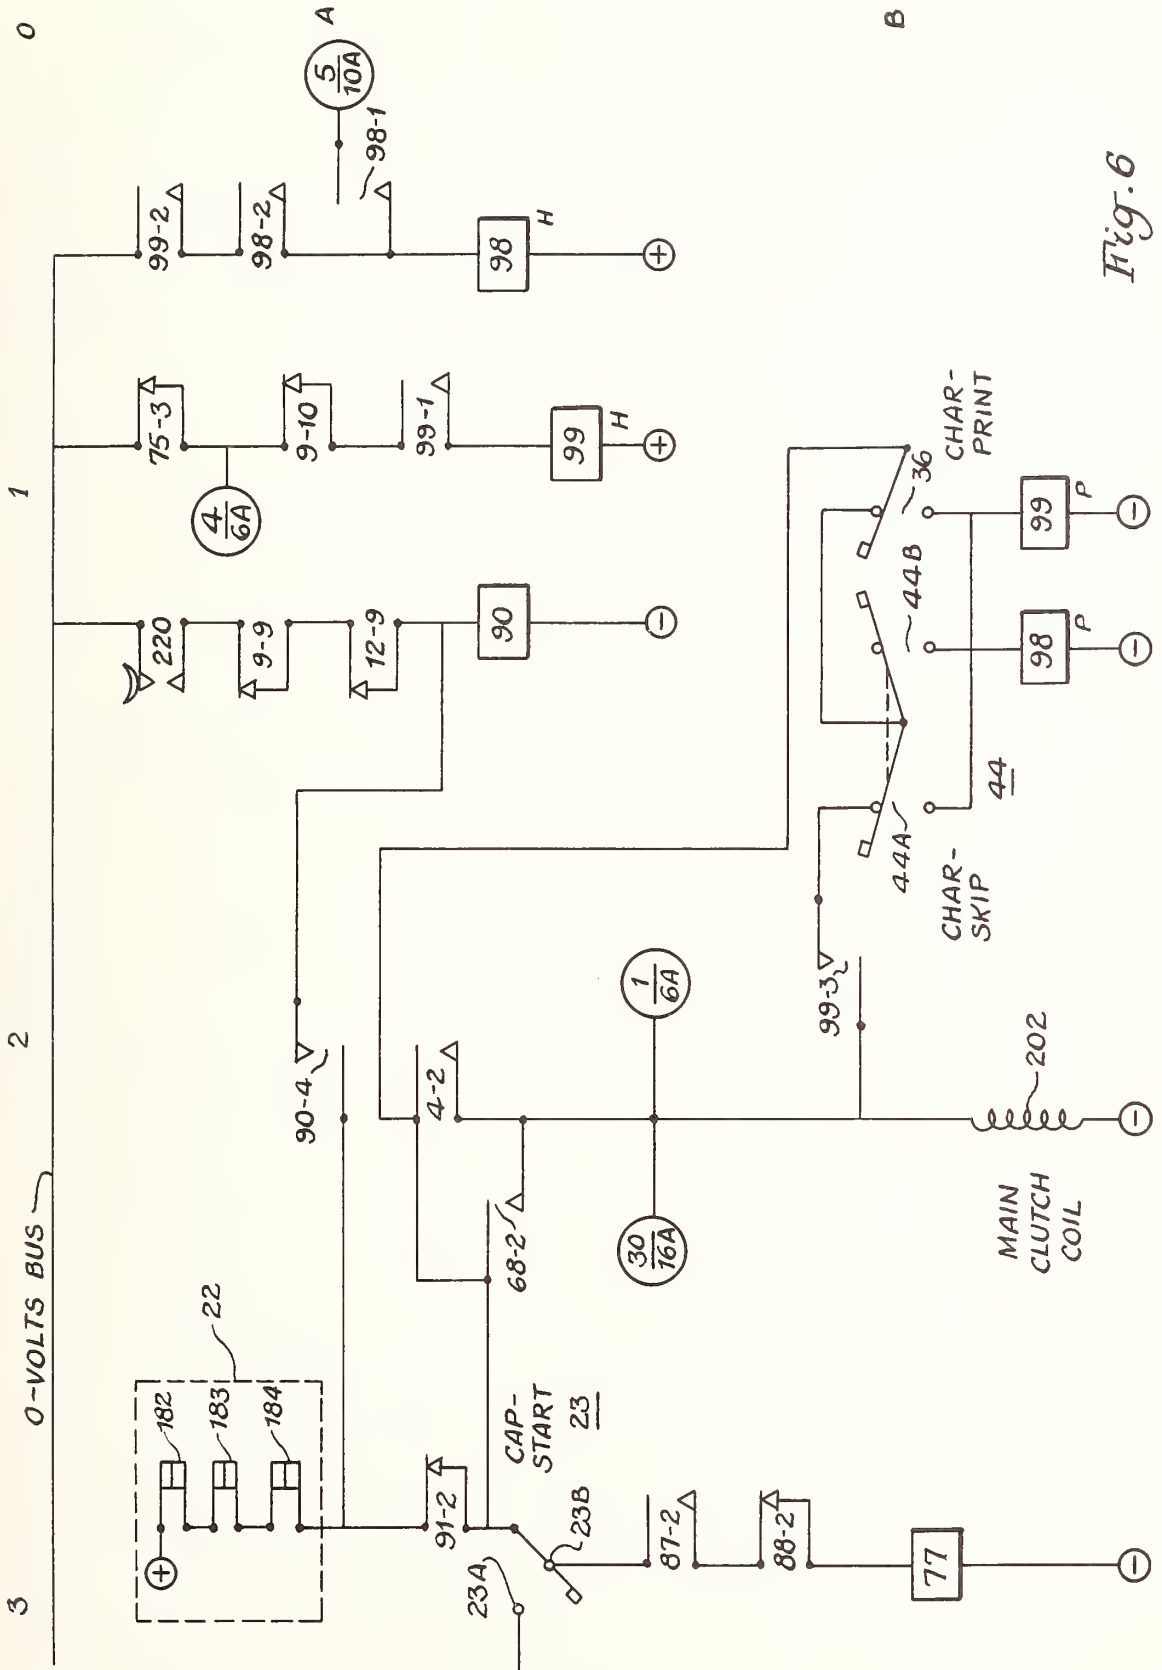 3
2
1
0
0-VOLTS BUS
A
B
22
182
183
184
+
91-2
CAP-
START
23
23A
23B
87-2
88-2
77
-
90-4
4-2
68-2
30
16A
1
6A
99-3
MAIN
CLUTCH
COIL
202
-
220
9-9
12-9
90
-
75-3
4
6A
9-10
99-1
99
H
+
99-2
98-2
5
10A
98-1
98
H
+
44A
44B
36
CHAR-
SKIP
44
CHAR-
PRINT
98
P
-
99
P
-
Fig. 6